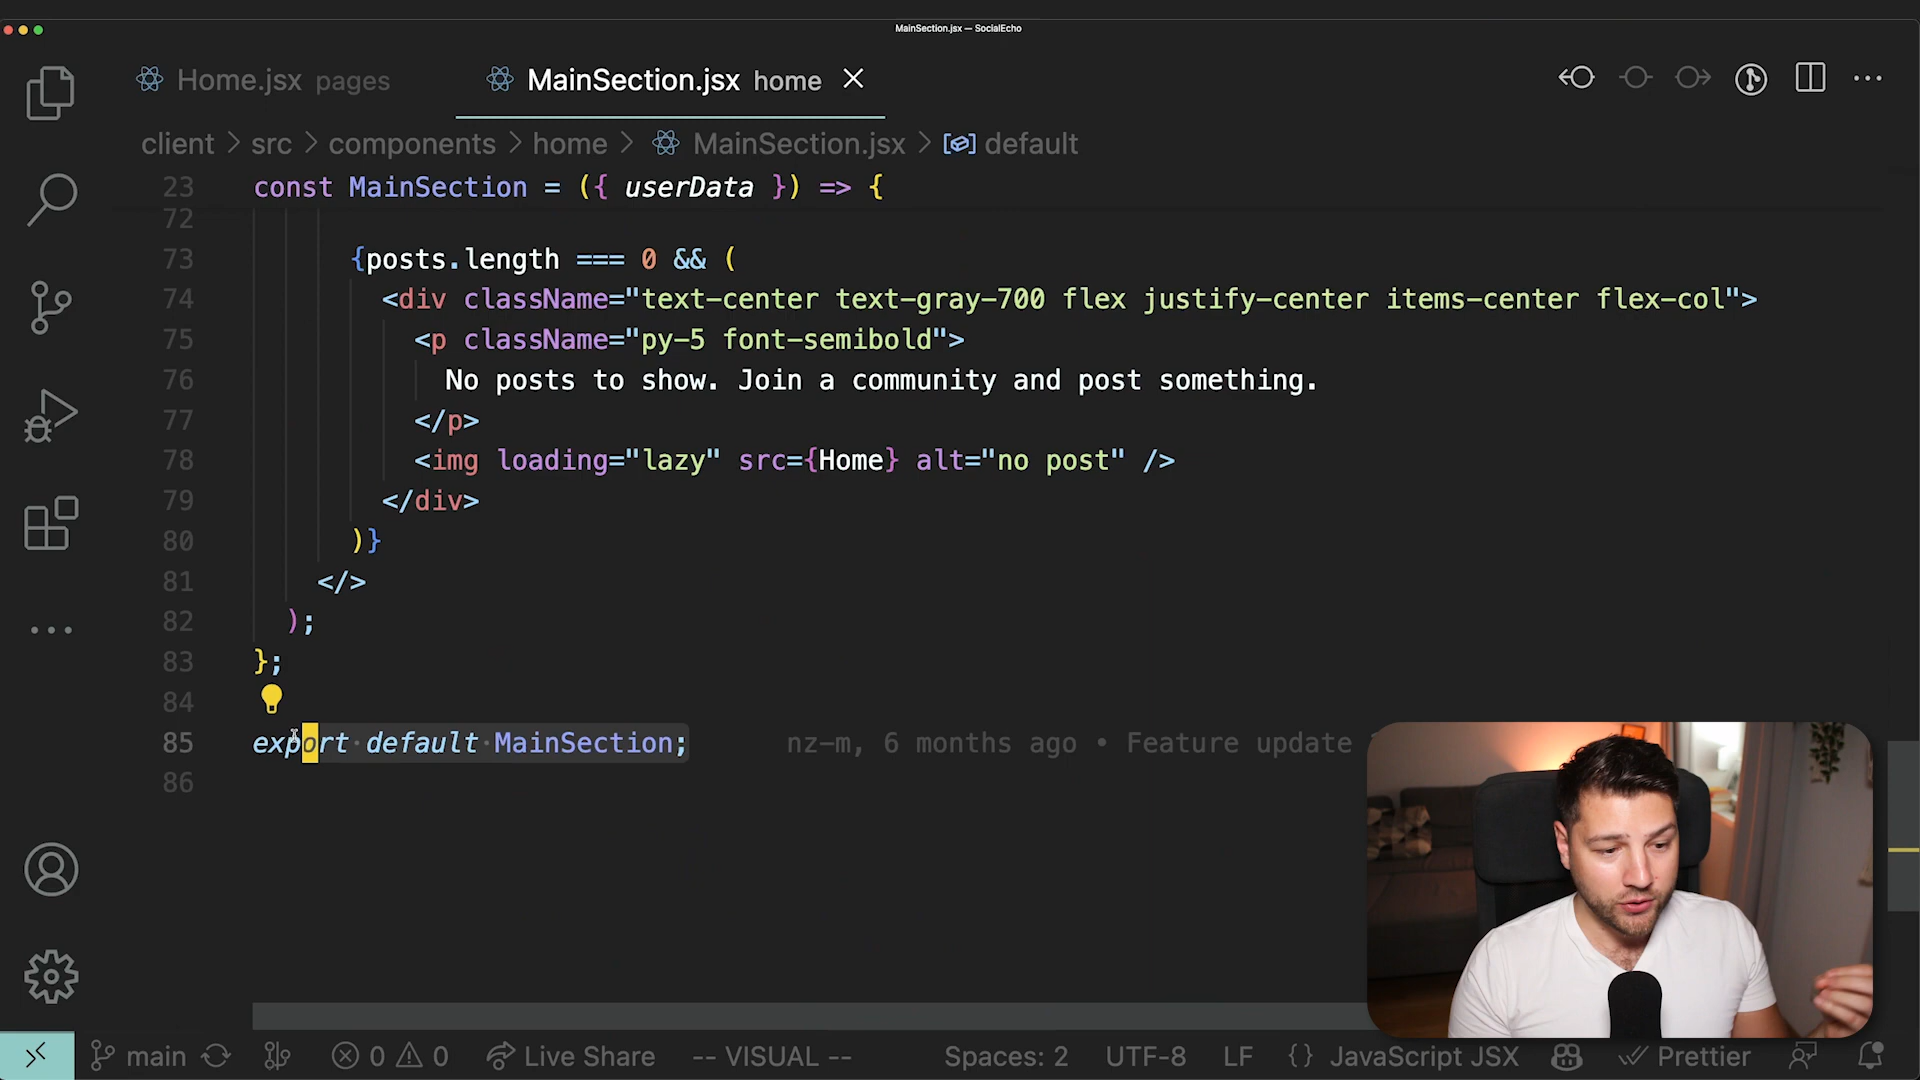 MainSection.jsx — SocialEcho
Home.jsx pages
MainSection.jsx home
client > src > components > home > MainSection.jsx > default
23 const MainSection = ({ userData }) => {
72
73 {posts.length === 0 && (
74 <div className="text-center text-gray-700 flex justify-center items-center flex-col">
75 <p className="py-5 font-semibold">
76 No posts to show. Join a community and post something.
77 </p>
78 <img loading="lazy" src={Home} alt="no post" />
79 </div>
80 )}
81 </>
82 );
83 };
84
85 export default MainSection; nz-m, 6 months ago • Feature update
86
main 0 0 Live Share -- VISUAL -- Spaces: 2 UTF-8 LF {} JavaScript JSX Prettier